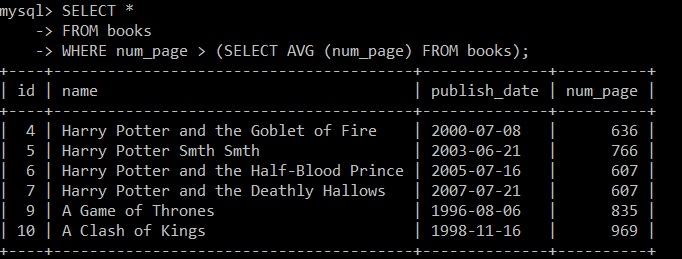 mysql> SELECT *
    -> FROM books
    -> WHERE num_page > (SELECT AVG (num_page) FROM books);
+----+-----------------------------------------+--------------+----------+
| id | name                                    | publish_date | num_page |
+----+-----------------------------------------+--------------+----------+
|  4 | Harry Potter and the Goblet of Fire     | 2000-07-08   |      636 |
|  5 | Harry Potter Smth Smth                  | 2003-06-21   |      766 |
|  6 | Harry Potter and the Half-Blood Prince  | 2005-07-16   |      607 |
|  7 | Harry Potter and the Deathly Hallows    | 2007-07-21   |      607 |
|  9 | A Game of Thrones                       | 1996-08-06   |      835 |
| 10 | A Clash of Kings                        | 1998-11-16   |      969 |
+----+-----------------------------------------+--------------+----------+